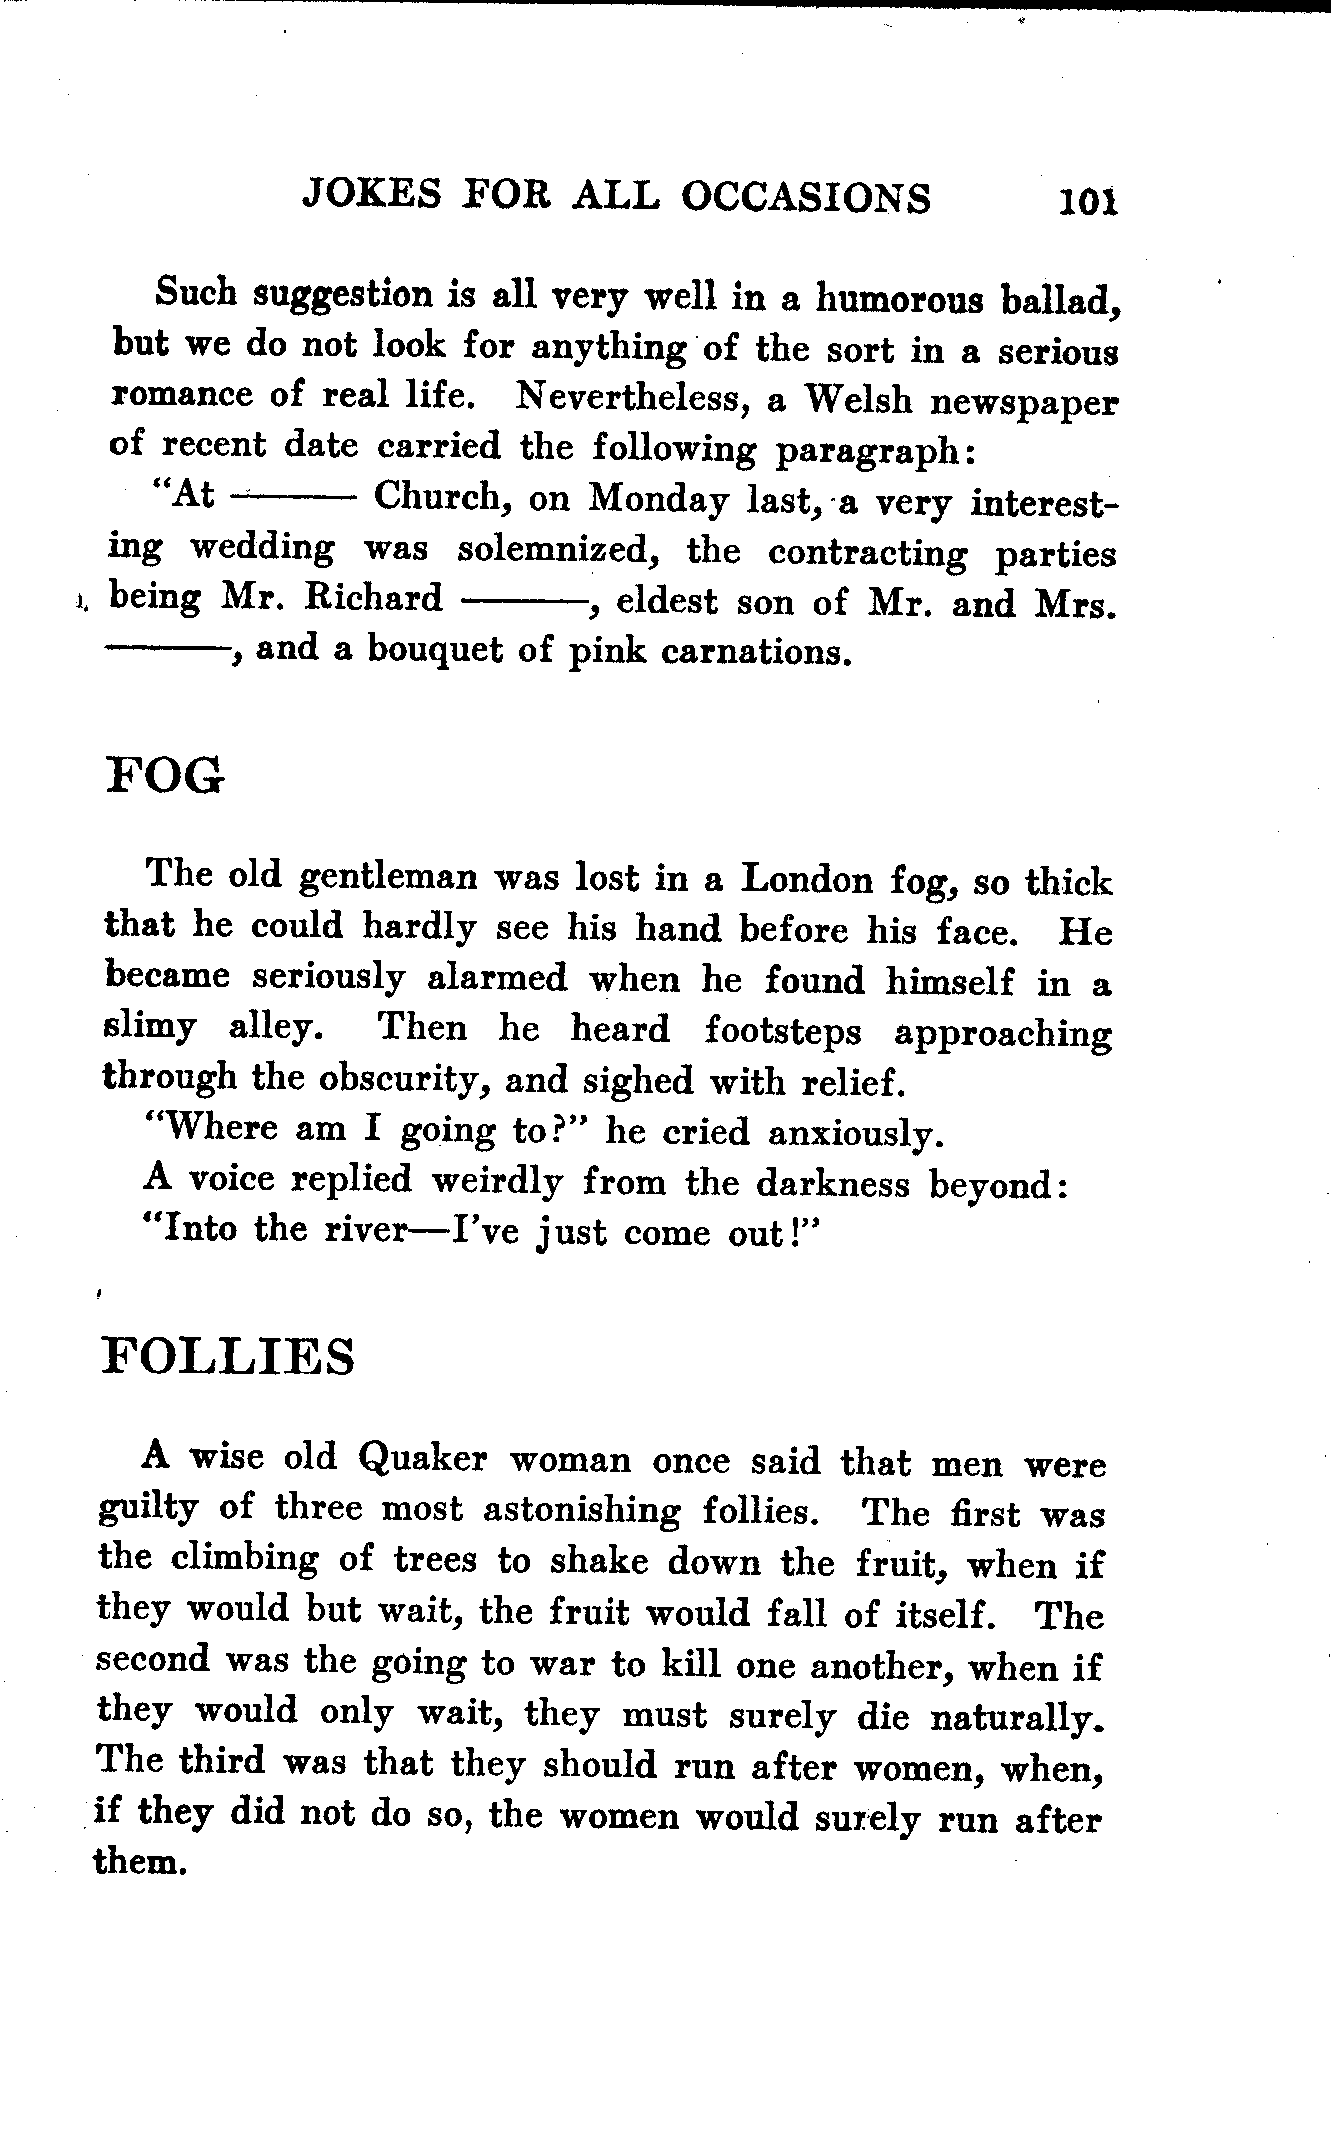 JOKES FOR ALL OCCASIONS 101
Such suggestion is all very well in a humorous ballad,
but we do not look for anything of the sort in a serious
romance of real life. Nevertheless, a Welsh newspaper
of recent date carried the following paragraph:
"At ——— Church, on Monday last, a very interest-
ing wedding was solemnized, the contracting parties
being Mr. Richard ———, eldest son of Mr. and Mrs.
———, and a bouquet of pink carnations.
FOG
The old gentleman was lost in a London fog, so thick
that he could hardly see his hand before his face. He
became seriously alarmed when he found himself in a
slimy alley. Then he heard footsteps approaching
through the obscurity, and sighed with relief.
"Where am I going to?" he cried anxiously.
A voice replied weirdly from the darkness beyond:
"Into the river—I've just come out!"
FOLLIES
A wise old Quaker woman once said that men were
guilty of three most astonishing follies. The first was
the climbing of trees to shake down the fruit, when if
they would but wait, the fruit would fall of itself. The
second was the going to war to kill one another, when if
they would only wait, they must surely die naturally.
The third was that they should run after women, when,
if they did not do so, the women would surely run after
them.